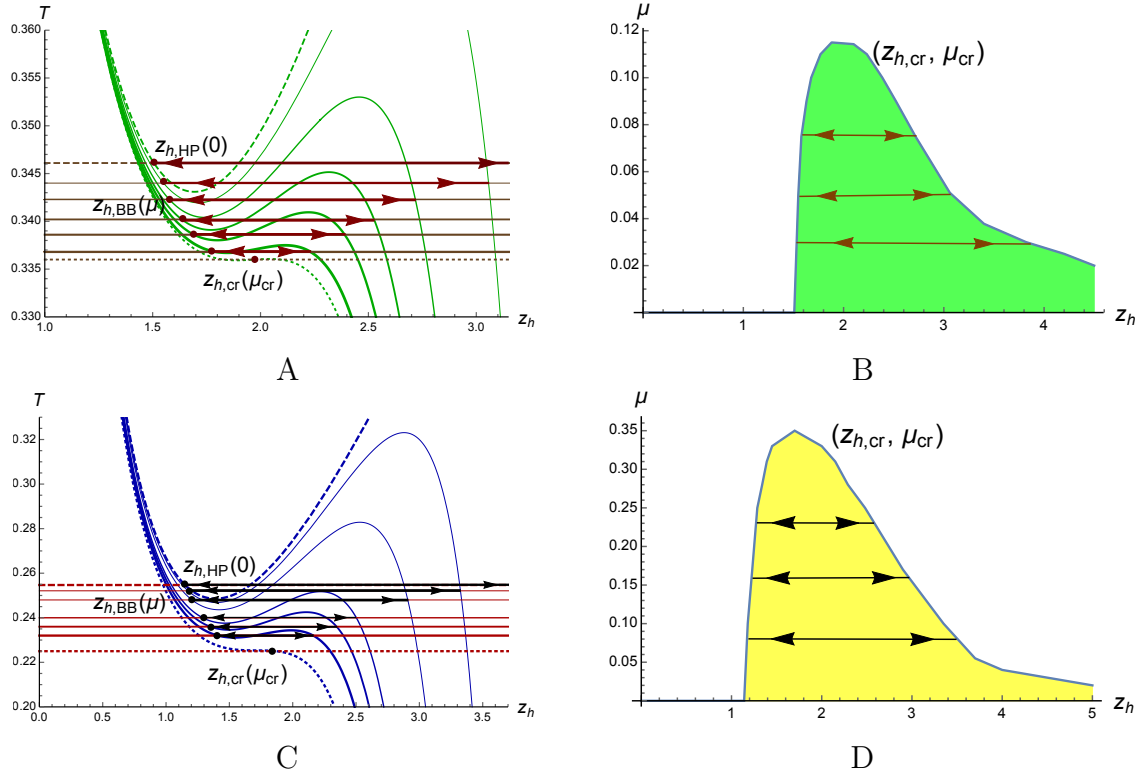 T
0.360
0.355
0.350
0.345
0.340
0.335
0.330
1.0
1.5
2.0
2.5
3.0
z_h
z_{h,HP}(0)
z_{h,BB}(μ)
z_{h,cr}(μ_{cr})
A
μ
0.12
0.10
0.08
0.06
0.04
0.02
1
2
3
4
z_h
(z_{h,cr}, μ_{cr})
B
T
0.32
0.30
0.28
0.26
0.24
0.22
0.20
0.0
0.5
1.0
1.5
2.0
2.5
3.0
3.5
z_h
z_{h,HP}(0)
z_{h,BB}(μ)
z_{h,cr}(μ_{cr})
C
μ
0.35
0.30
0.25
0.20
0.15
0.10
0.05
1
2
3
4
5
z_h
(z_{h,cr}, μ_{cr})
D